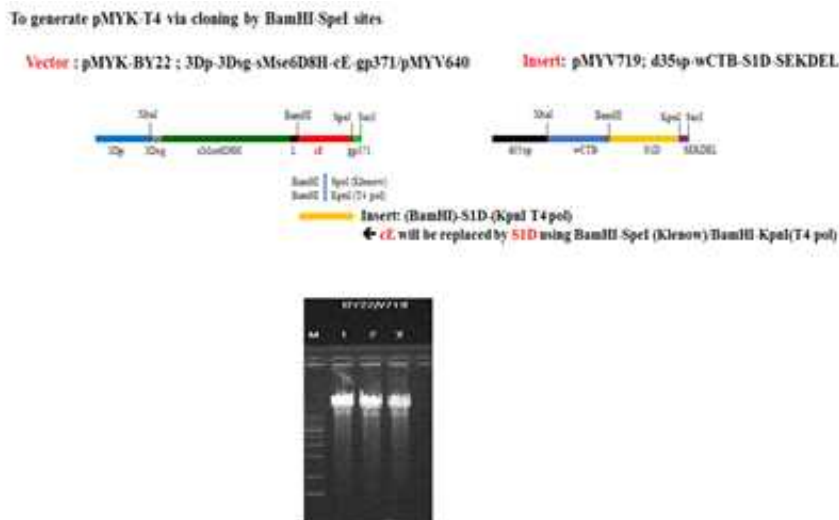 To generate pMYK-T4 via cloning by BamHI-SpeI sites
Vector : pMYK-BY22 ; 3Dp-3Dsg-sMse6D8H-cE-gp371/pMYV640
Insert: pMYV719; d35sp-wCTB-S1D-SEKDEL
XbaI BamHI SpeI SacI
3Dp 3Dsg L cE gp371
XbaI BamHI KpnI SacI
d35sp wCTB S1D SEKDEL
BamHI SpeI (Klenow)
BamHI KpnI (T4 pol)
Insert: (BamHI)-S1D-(KpnI T4 pol)
← cE will be replaced by S1D using BamHI-SpeI (Klenow)/BamHI-KpnI(T4 pol)
M 1 2 3